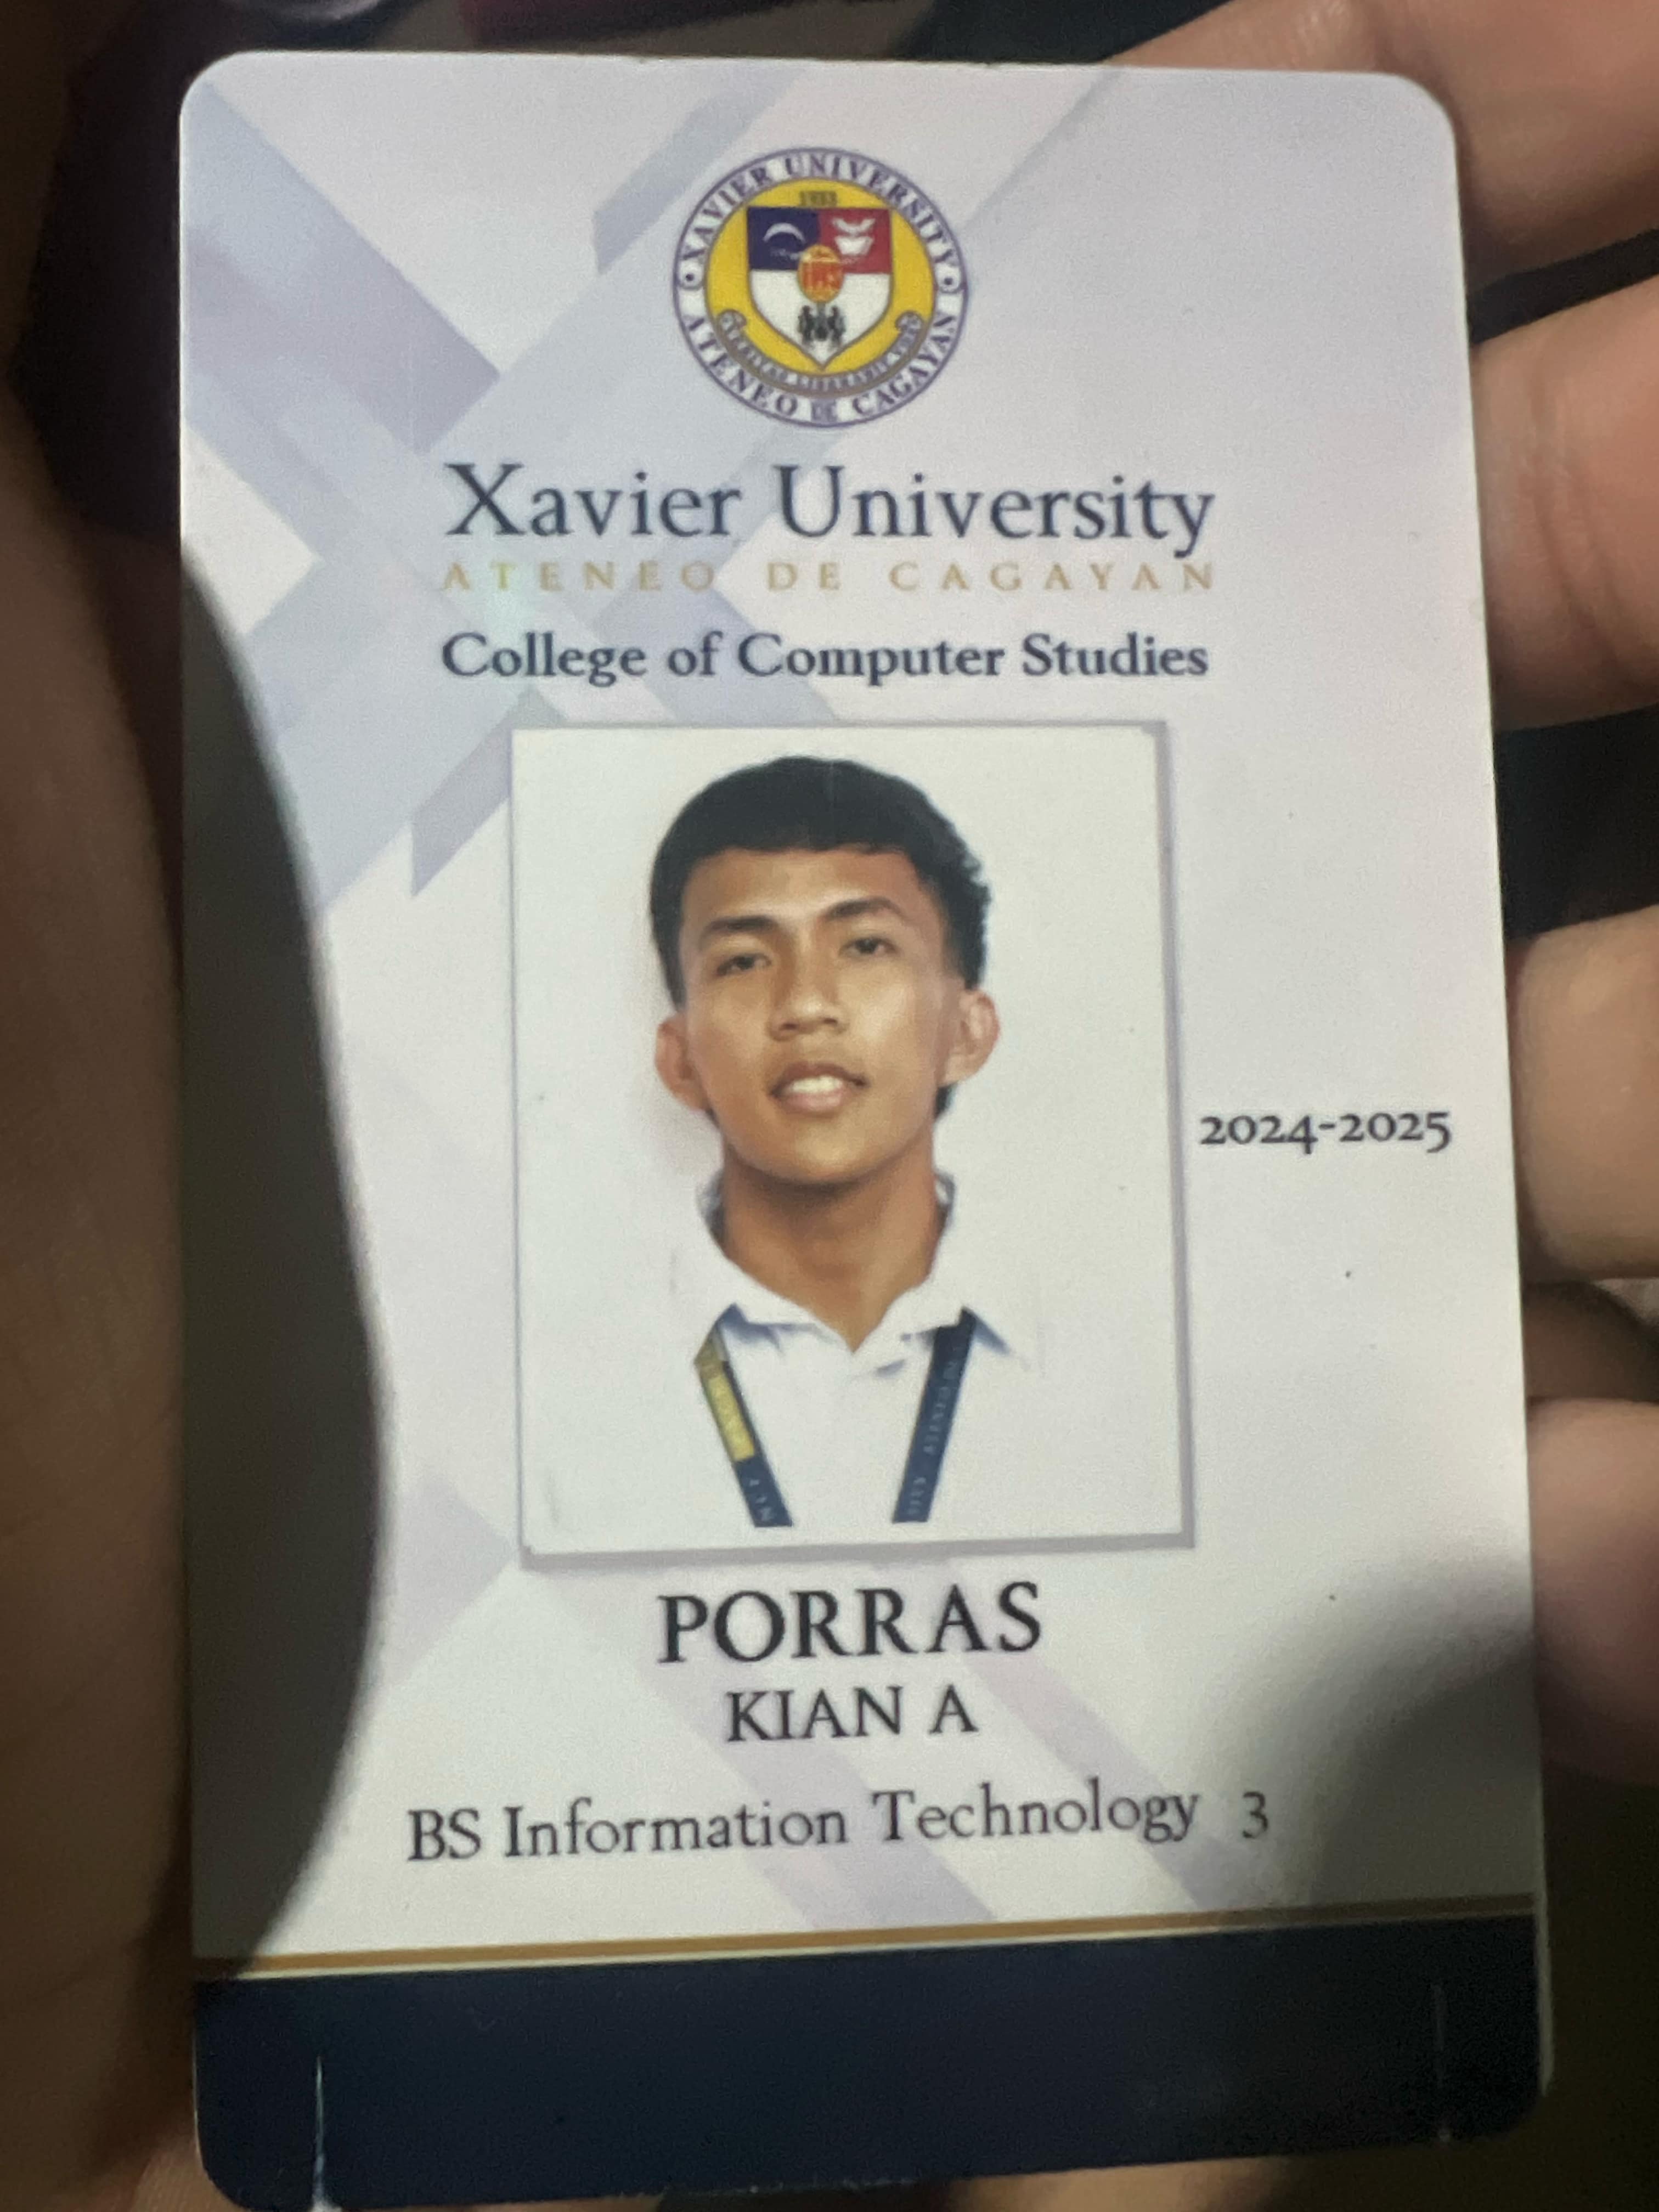 XAVIER UNIVERSITY
1933
IHS
ATENEO DE CAGAYAN
Xavier University
ATENEO DE CAGAYAN
College of Computer Studies
2024-2025
PORRAS
KIAN A
BS Information Technology 3